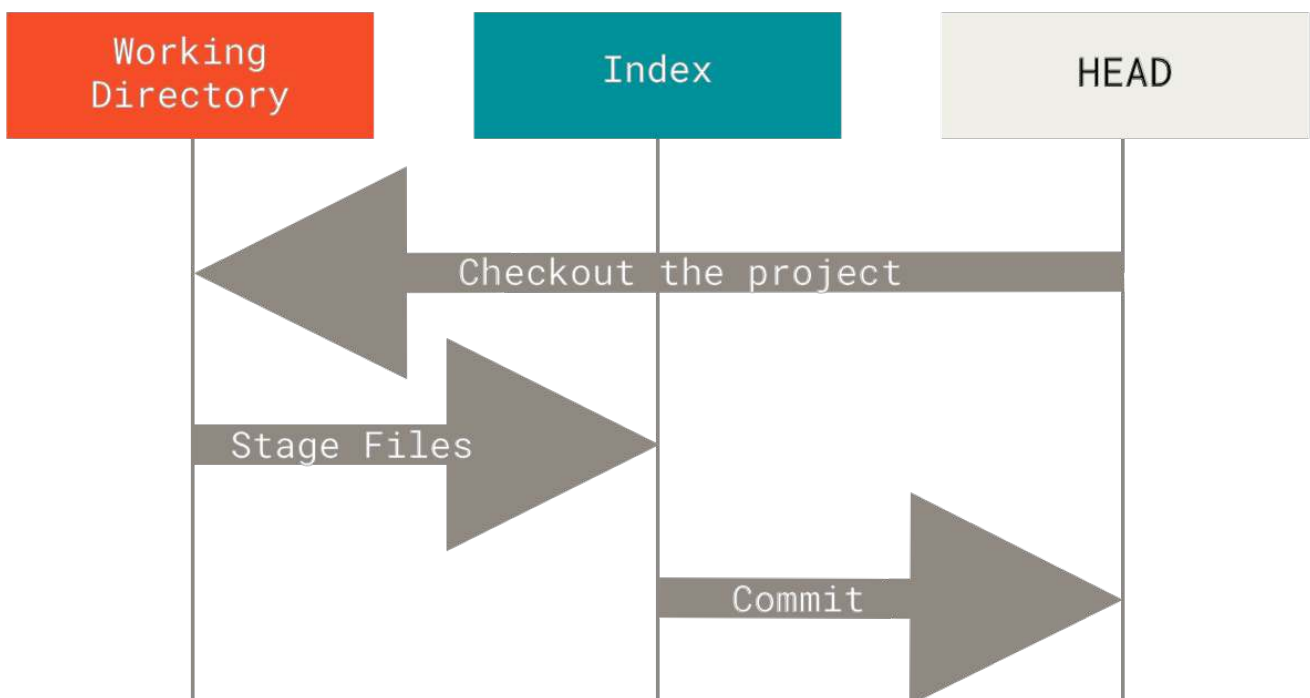 Working
Directory
Index
HEAD
Checkout the project
Stage Files
Commit